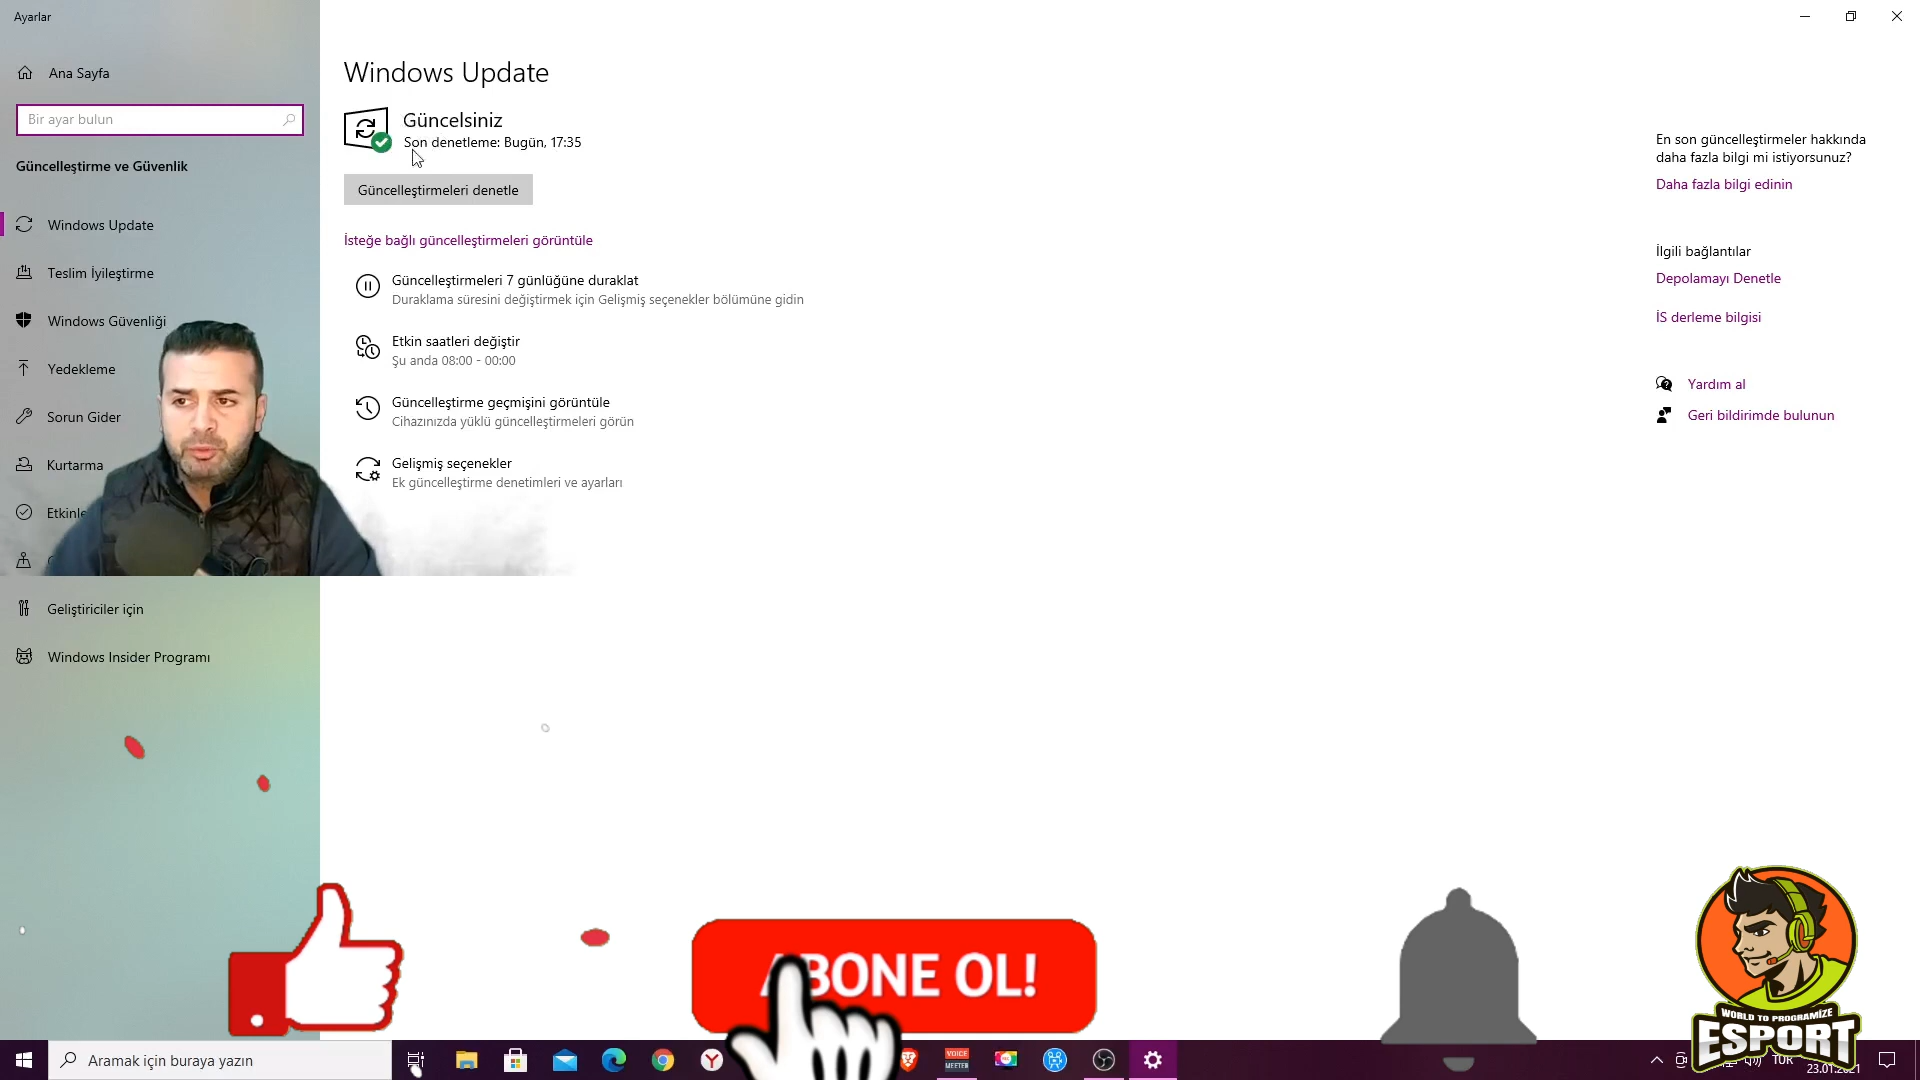 Ayarlar
Ana Sayfa
Bir ayar bulun
Güncelleştirme ve Güvenlik
Windows Update
Teslim İyileştirme
Windows Güvenliği
Yedekleme
Sorun Gider
Kurtarma
Geliştiriciler için
Windows Insider Programı
Windows Update
Güncelsiniz
Son denetleme: Bugün, 17:35
Güncelleştirmeleri denetle
İsteğe bağlı güncelleştirmeleri görüntüle
Güncelleştirmeleri 7 günlüğüne duraklat
Duraklama süresini değiştirmek için Gelişmiş seçenekler bölümüne gidin
Etkin saatleri değiştir
Şu anda 08:00 - 00:00
Güncelleştirme geçmişini görüntüle
Cihazınızda yüklü güncelleştirmeleri görün
Gelişmiş seçenekler
Ek güncelleştirme denetimleri ve ayarları
En son güncelleştirmeler hakkında
daha fazla bilgi mi istiyorsunuz?
Daha fazla bilgi edinin
İlgili bağlantılar
Depolamayı Denetle
İS derleme bilgisi
Yardım al
Geri bildirimde bulunun
ABONE OL!
WORLD TO PROGRAMIZE
ESPORT
Aramak için buraya yazın
VOICE
MEETER
TUR